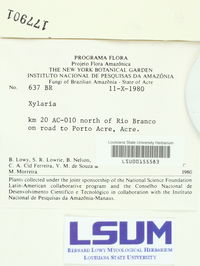 117790
PROGRAMA FLORA
Projeto Flora Amazônica
THE NEW YORK BOTANICAL GARDEN
INSTITUTO NACIONAL DE PESQUISAS DA AMAZÔNIA
Fungi of Brazilian Amazonia - State of Acre
No. 637 BR 11-X-1980
Xylaria
km 20 AC-010 north of Rio Branco
on road to Porto Acre, Acre.
Louisiana State University Herbarium
LSU00155583
B. Lowy, S. R. Lowrie, B. Nelson,
C. A. Cid Ferreira, V. M. de Souza
M. Morreira 1980
Plants collected under the joint sponsorship of the National Science Foundation
Latin-American collaborative program and the Conselho Nacional de
Desenvolvimento Científico e Tecnológico in collaboration with the Instituto
Nacional de Pesquisas da Amazônia-Manaus.
LSUM
BERNARD LOWY MYCOLOGICAL HERBARIUM
LOUISIANA STATE UNIVERSITY